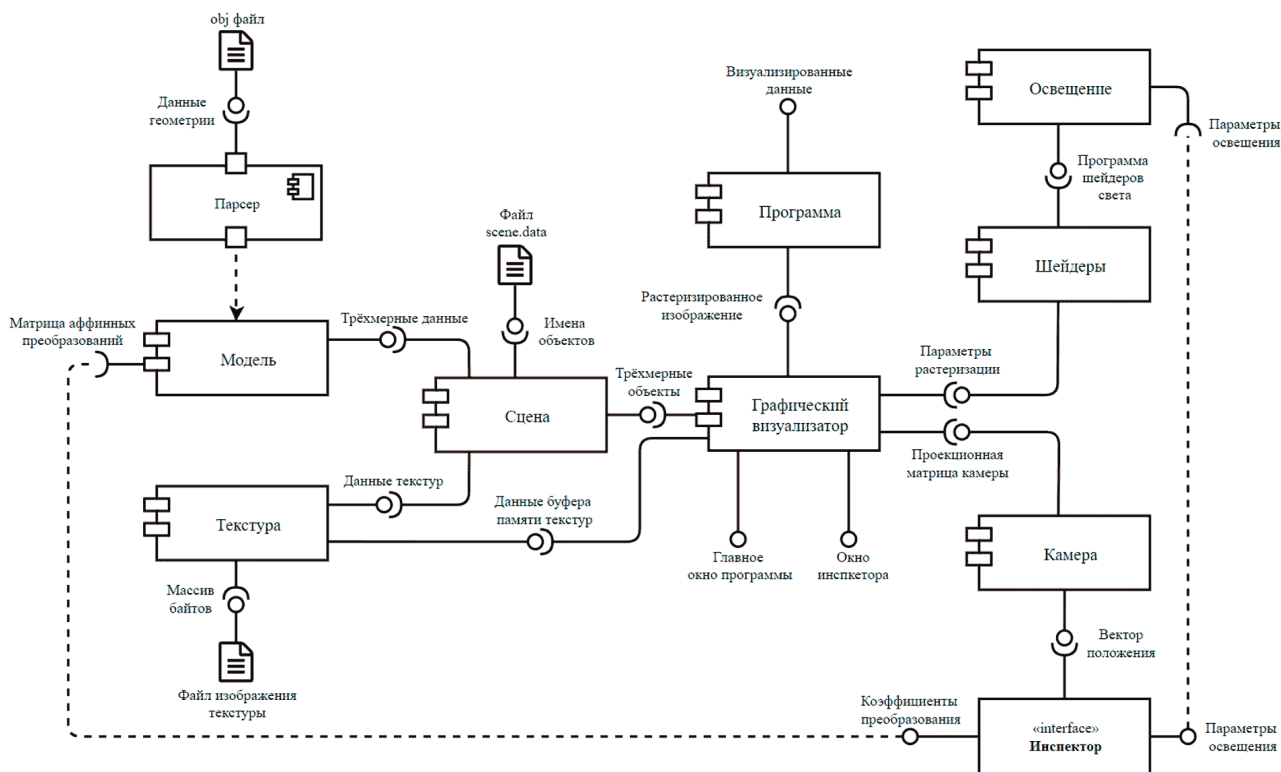 obj файл
Данные
геометрии
Парсер
Матрица аффинных
преобразований
Модель
Трёхмерные данные
Файл
scene.data
Имена
объектов
Сцена
Трёхмерные
объекты
Текстура
Данные текстур
Данные буфера
памяти текстур
Массив
байтов
Файл изображения
текстуры
Визуализированные
данные
Программа
Растеризированное
изображение
Графический
визуализатор
Главное
окно программы
Окно
инспкетора
Параметры
растеризации
Проекционная
матрица камеры
Освещение
Параметры
освещения
Программа
шейдеров
света
Шейдеры
Камера
Вектор
положения
Коэффициенты
преобразования
«interface»
Инспектор
Параметры
освещения